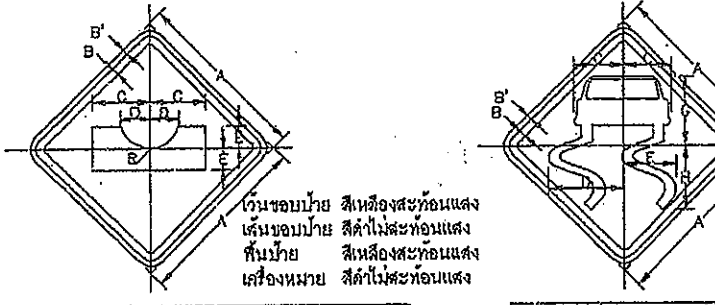 B'
B
A
C C
D D
E
E
R
A
C
A
B'
B
G
E
D
H
A
เว้นขอบป้าย สีเหลืองสะท้อนแสง
เส้นขอบป้าย สีดำไม่สะท้อนแสง
พื้นป้าย สีเหลืองสะท้อนแสง
เครื่องหมาย สีดำไม่สะท้อนแสง